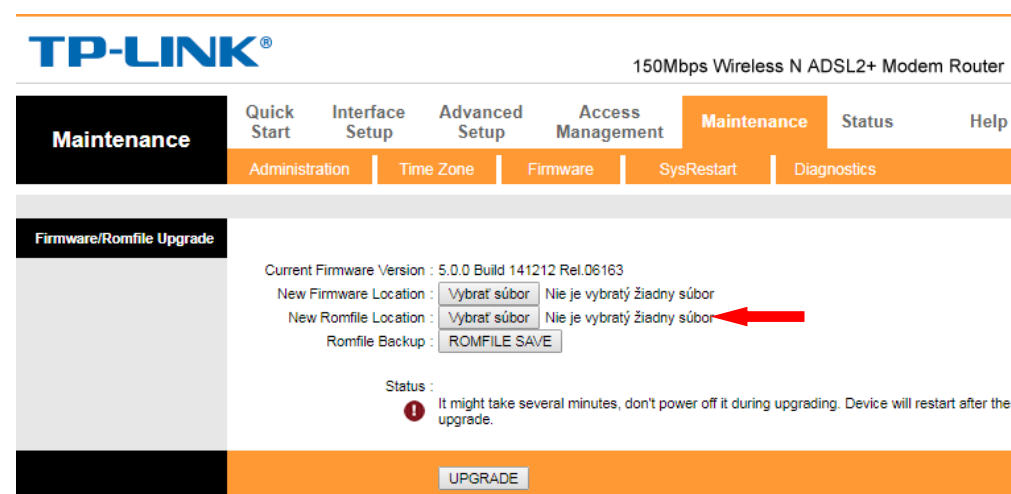 TP-LINK®
150Mbps Wireless N ADSL2+ Modem Router
Maintenance
Quick Start Interface Setup Advanced Setup Access Management Maintenance Status Help
Administration Time Zone Firmware SysRestart Diagnostics
Firmware/Romfile Upgrade
Current Firmware Version : 5.0.0 Build 141212 Rel.06163
New Firmware Location : Vybrať súbor Nie je vybratý žiadny súbor
New Romfile Location : Vybrať súbor Nie je vybratý žiadny súbor
Romfile Backup : ROMFILE SAVE
Status :
It might take several minutes, don't power off it during upgrading. Device will restart after the
upgrade.
UPGRADE